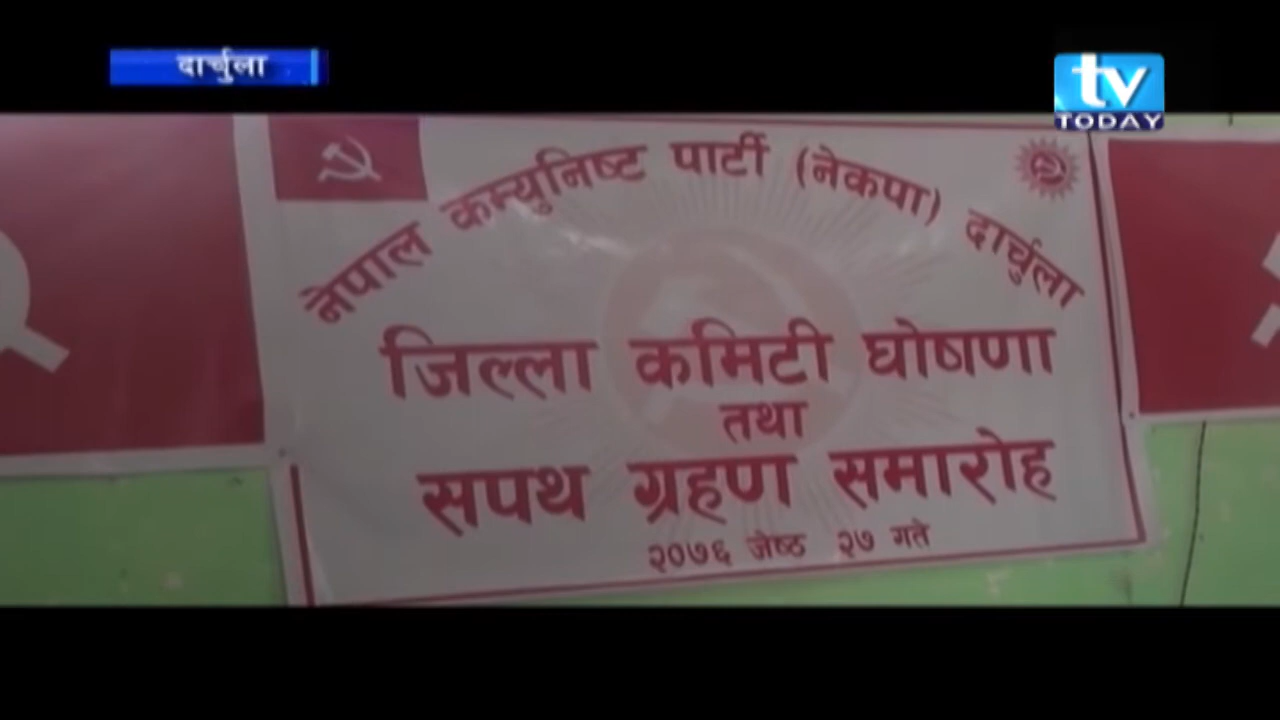 दार्चुला
tv
TODAY
नेपाल कम्युनिष्ट पार्टी (नेकपा) दार्चुला
जिल्ला कमिटी घोषणा
तथा
सपथ ग्रहण समारोह
२०७६ जेष्ठ २७ गते